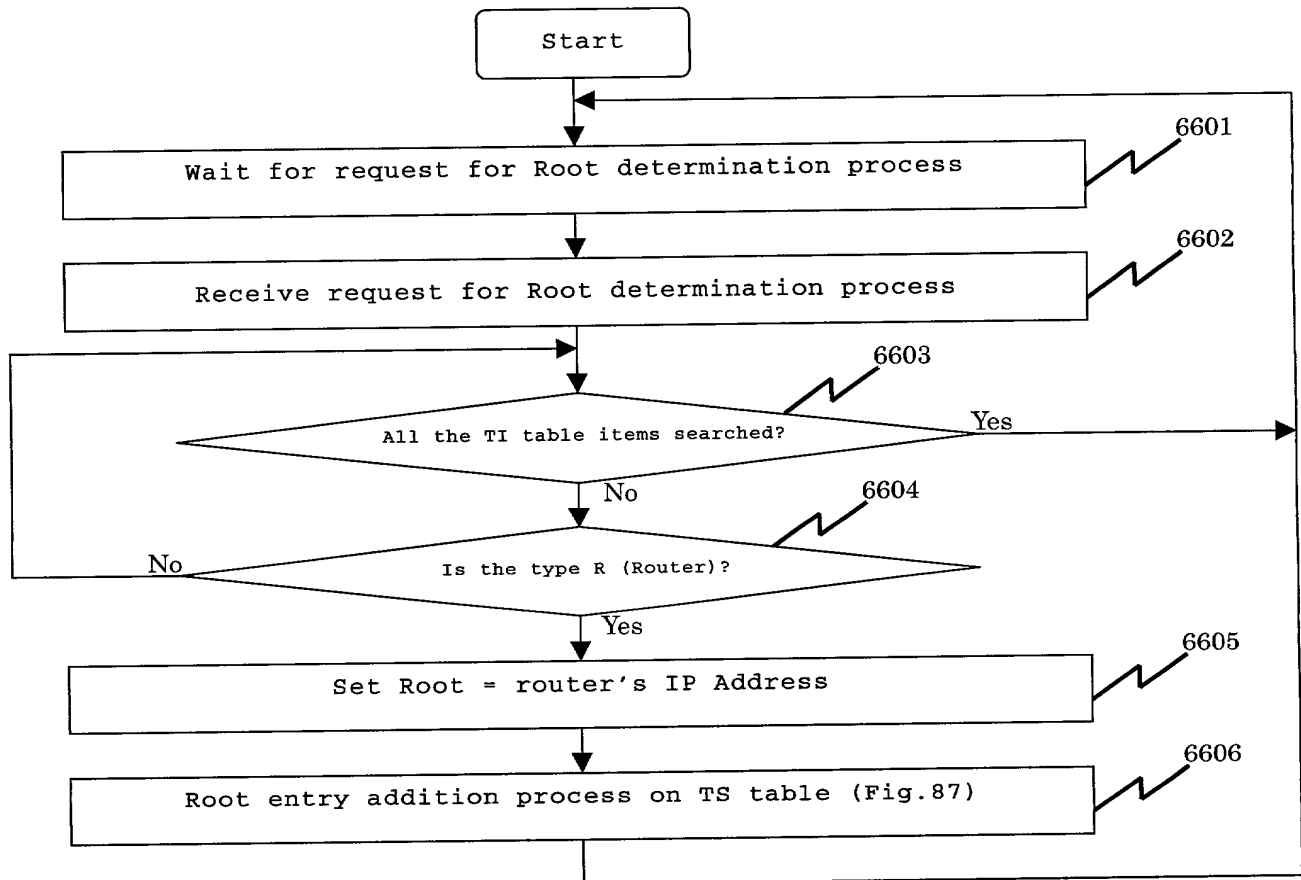 Start
6601
Wait for request for Root determination process
6602
Receive request for Root determination process
6603
All the TI table items searched?
Yes
No
6604
Is the type R (Router)?
No
Yes
6605
Set Root = router's IP Address
6606
Root entry addition process on TS table (Fig.87)